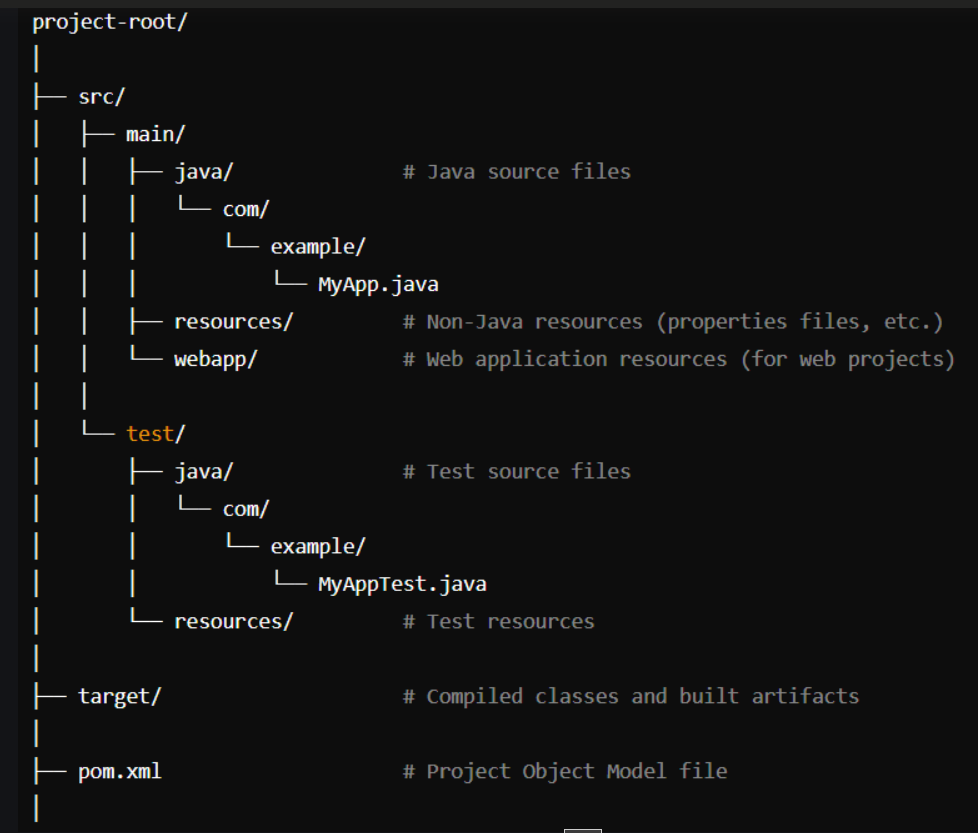 project-root/
│
├── src/
│   ├── main/
│   │   ├── java/              # Java source files
│   │   │   └── com/
│   │   │       └── example/
│   │   │           └── MyApp.java
│   │   ├── resources/         # Non-Java resources (properties files, etc.)
│   │   └── webapp/            # Web application resources (for web projects)
│   │
│   └── test/
│       ├── java/              # Test source files
│       │   └── com/
│       │       └── example/
│       │           └── MyAppTest.java
│       └── resources/         # Test resources
│
├── target/                    # Compiled classes and built artifacts
│
├── pom.xml                    # Project Object Model file
│